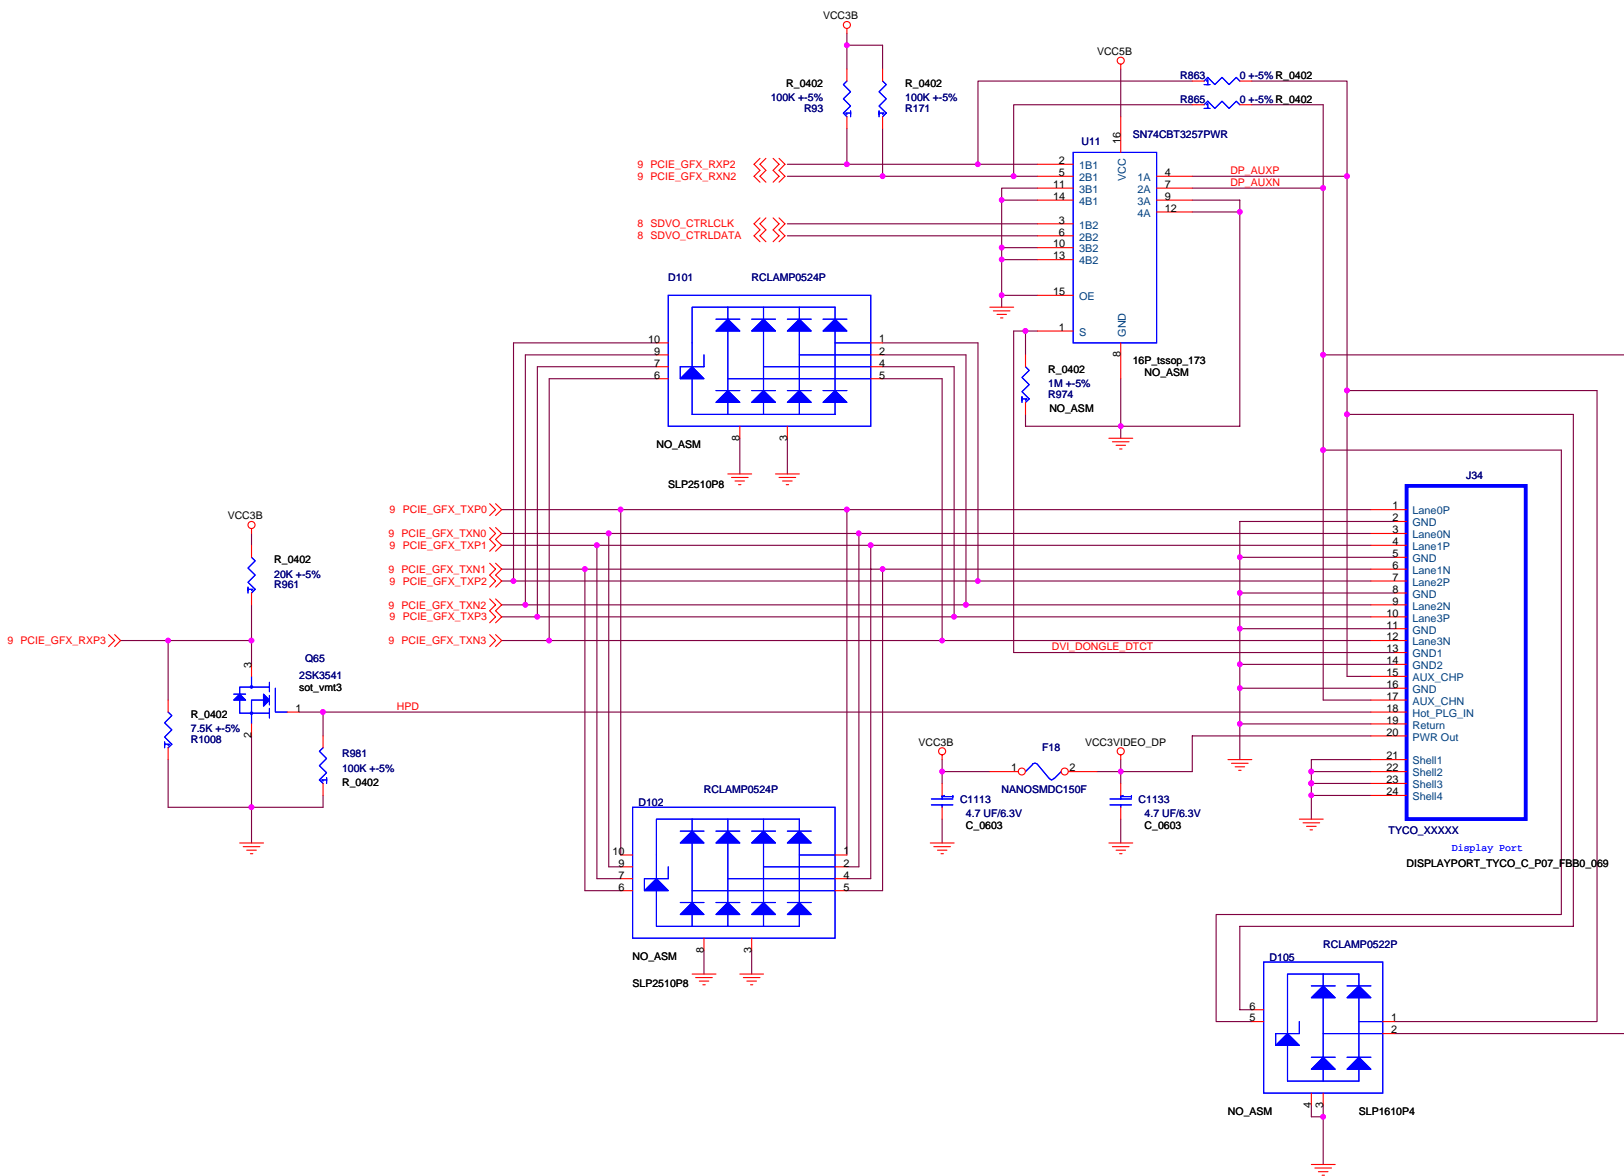 VCC3B
VCC5B
R_0402
100K +-5%
R93
R_0402
100K +-5%
R171
R863 1 0 +-5% R_0402
R865 1 0 +-5% R_0402
SN74CBT3257PWR
U11
16
VCC
9 PCIE_GFX_RXP2
9 PCIE_GFX_RXN2
8 SDVO_CTRLCLK
8 SDVO_CTRLDATA
2 1B1
5 2B1
11 3B1
14 4B1
3 1B2
6 2B2
10 3B2
13 4B2
15 OE
1 S
1A 4 DP_AUXP
2A 7 DP_AUXN
3A 9
4A 12
GND
8
16P_tssop_173
NO_ASM
R_0402
1M +-5%
R974
NO_ASM
D101 RCLAMP0524P
10
9
7
6
1
2
4
5
8
3
NO_ASM
SLP2510P8
9 PCIE_GFX_TXP0
9 PCIE_GFX_TXN0
9 PCIE_GFX_TXP1
9 PCIE_GFX_TXN1
9 PCIE_GFX_TXP2
9 PCIE_GFX_TXN2
9 PCIE_GFX_TXP3
9 PCIE_GFX_TXN3
DVI_DONGLE_DTCT
VCC3B
R_0402
20K +-5%
R961
1
9 PCIE_GFX_RXP3
3
Q65
2SK3541
sot_vmt3
1
2
HPD
R_0402
7.5K +-5%
R1008
1
R981
100K +-5%
R_0402
1
J34
1 Lane0P
2 GND
3 Lane0N
4 Lane1P
5 GND
6 Lane1N
7 Lane2P
8 GND
9 Lane2N
10 Lane3P
11 GND
12 Lane3N
13 GND1
14 GND2
15 AUX_CHP
16 GND
17 AUX_CHN
18 Hot_PLG_IN
19 Return
20 PWR Out
21 Shell1
22 Shell2
23 Shell3
24 Shell4
TYCO_XXXXX
Display Port
DISPLAYPORT_TYCO_C_P07_FBB0_069
VCC3B
F18
VCC3VIDEO_DP
1
2
NANOSMDC150F
C1113
4.7 UF/6.3V
C_0603
C1133
4.7 UF/6.3V
C_0603
RCLAMP0524P
D102
10
9
7
6
1
2
4
5
8
3
NO_ASM
SLP2510P8
RCLAMP0522P
D105
6
5
1
2
4
3
NO_ASM
SLP1610P4